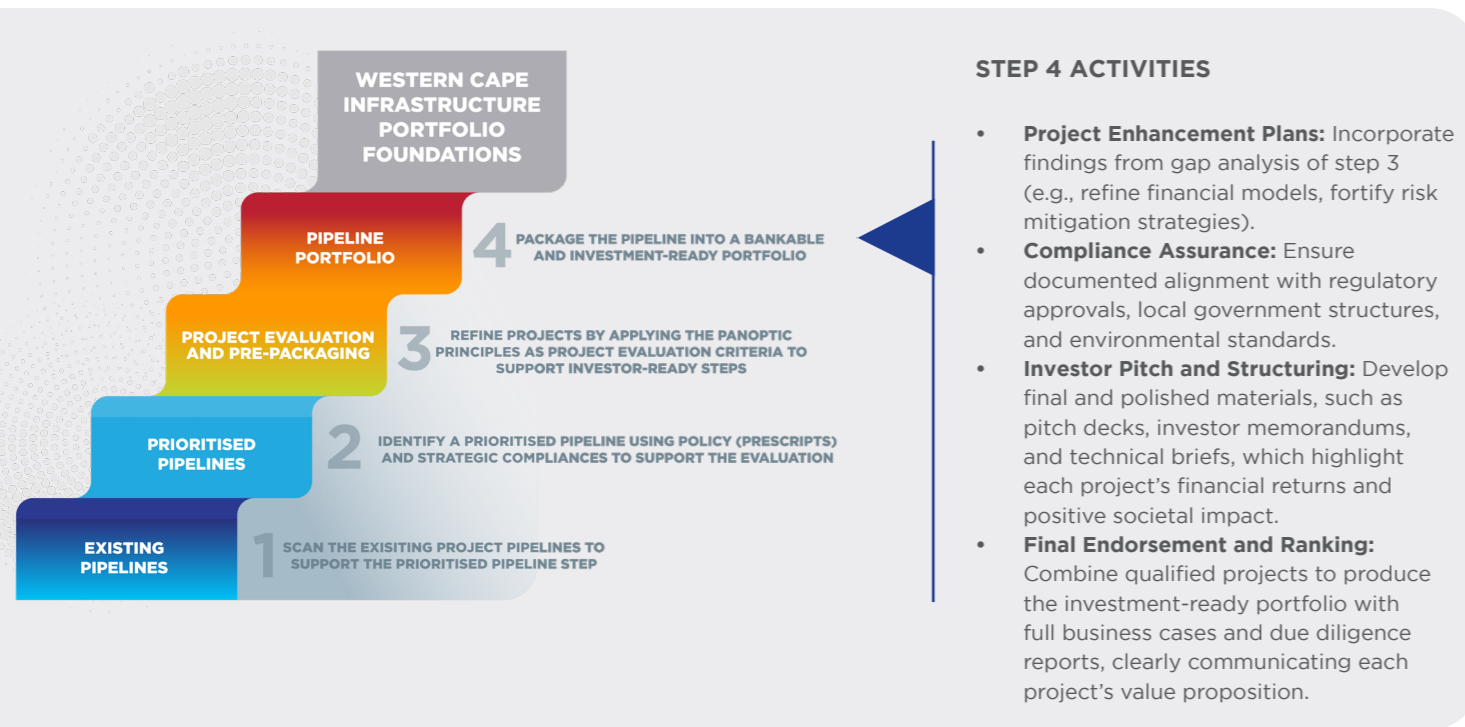 WESTERN CAPE
INFRASTRUCTURE
PORTFOLIO
FOUNDATIONS
PIPELINE
PORTFOLIO
4
PACKAGE THE PIPELINE INTO A BANKABLE
AND INVESTMENT-READY PORTFOLIO
PROJECT EVALUATION
AND PRE-PACKAGING
3
REFINE PROJECTS BY APPLYING THE PANOPTIC
PRINCIPLES AS PROJECT EVALUATION CRITERIA TO
SUPPORT INVESTOR-READY STEPS
PRIORITISED
PIPELINES
2
IDENTIFY A PRIORITISED PIPELINE USING POLICY (PRESCRIPTS)
AND STRATEGIC COMPLIANCES TO SUPPORT THE EVALUATION
EXISTING
PIPELINES
1
SCAN THE EXISITING PROJECT PIPELINES TO
SUPPORT THE PRIORITISED PIPELINE STEP
STEP 4 ACTIVITIES
• Project Enhancement Plans: Incorporate
findings from gap analysis of step 3
(e.g., refine financial models, fortify risk
mitigation strategies).
• Compliance Assurance: Ensure
documented alignment with regulatory
approvals, local government structures,
and environmental standards.
• Investor Pitch and Structuring: Develop
final and polished materials, such as
pitch decks, investor memorandums,
and technical briefs, which highlight
each project's financial returns and
positive societal impact.
• Final Endorsement and Ranking:
Combine qualified projects to produce
the investment-ready portfolio with
full business cases and due diligence
reports, clearly communicating each
project's value proposition.